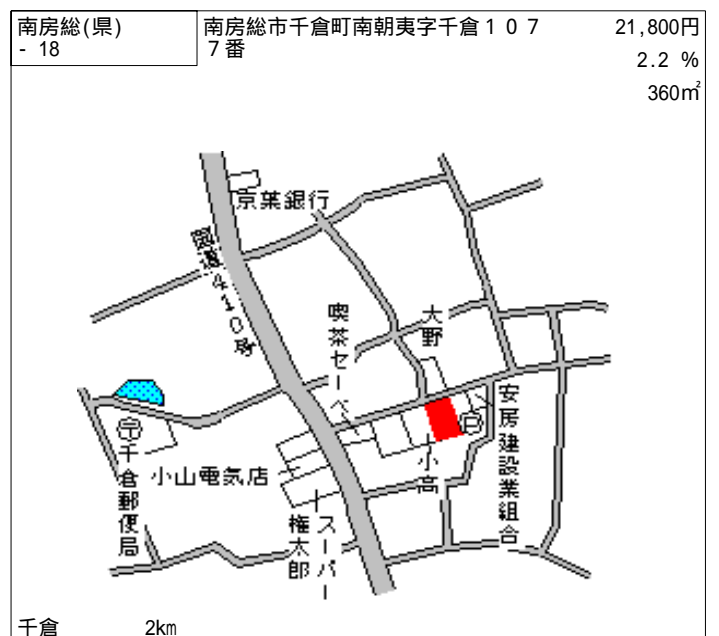 南房総(県)
- 18
南房総市千倉町南朝夷字千倉１０７
７番
21,800円
2.2 %
360㎡
京葉銀行
国道410号
喫茶セーベ
大野
安房建設業組合
P
小高
〒
千倉郵便局
小山電気店
スーパー
権太郎
千倉 2km